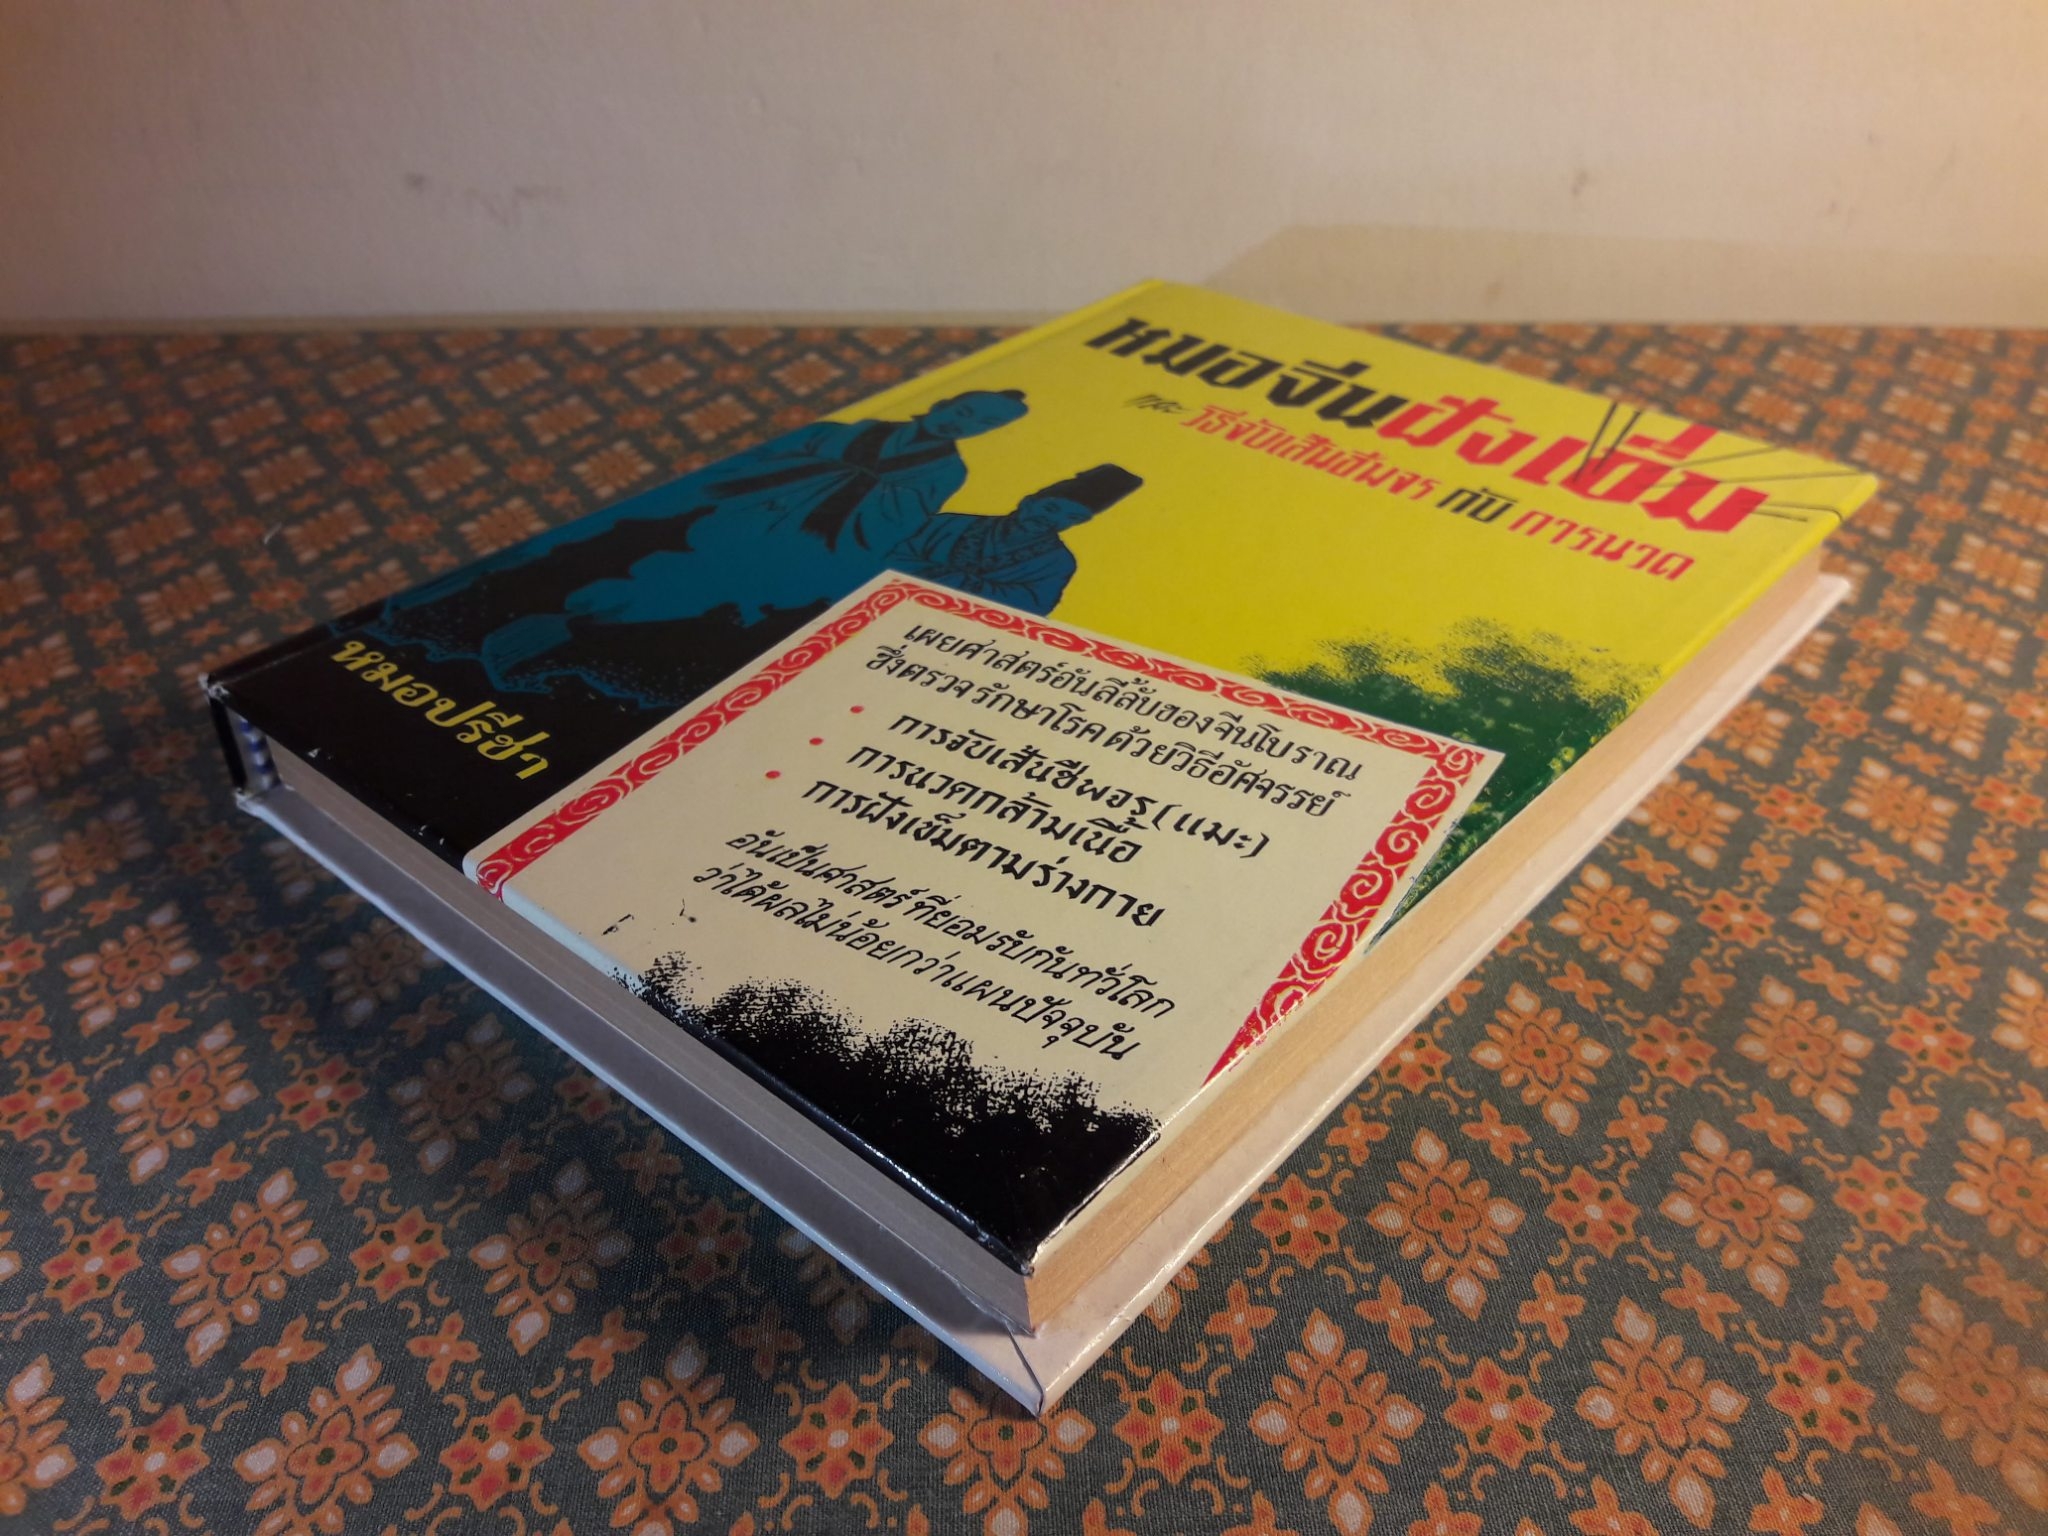 หมอจีนฝังเข็ม
และ วิธีจับเส้นสมจร กับ การนวด
หมอปรีชา
เผยศาสตร์อันลี้ลับของจีนโบราณ
ซึ่งตรวจรักษาโรคด้วยวิธีอัศจรรย์
• การจับเส้นชีพจร (แมะ)
• การนวดกล้ามเนื้อ
• การฝังเข็มตามร่างกาย
อันเป็นศาสตร์ที่ยอมรับกันทั่วโลก
ว่าได้ผลไม่น้อยกว่าแผนปัจจุบัน